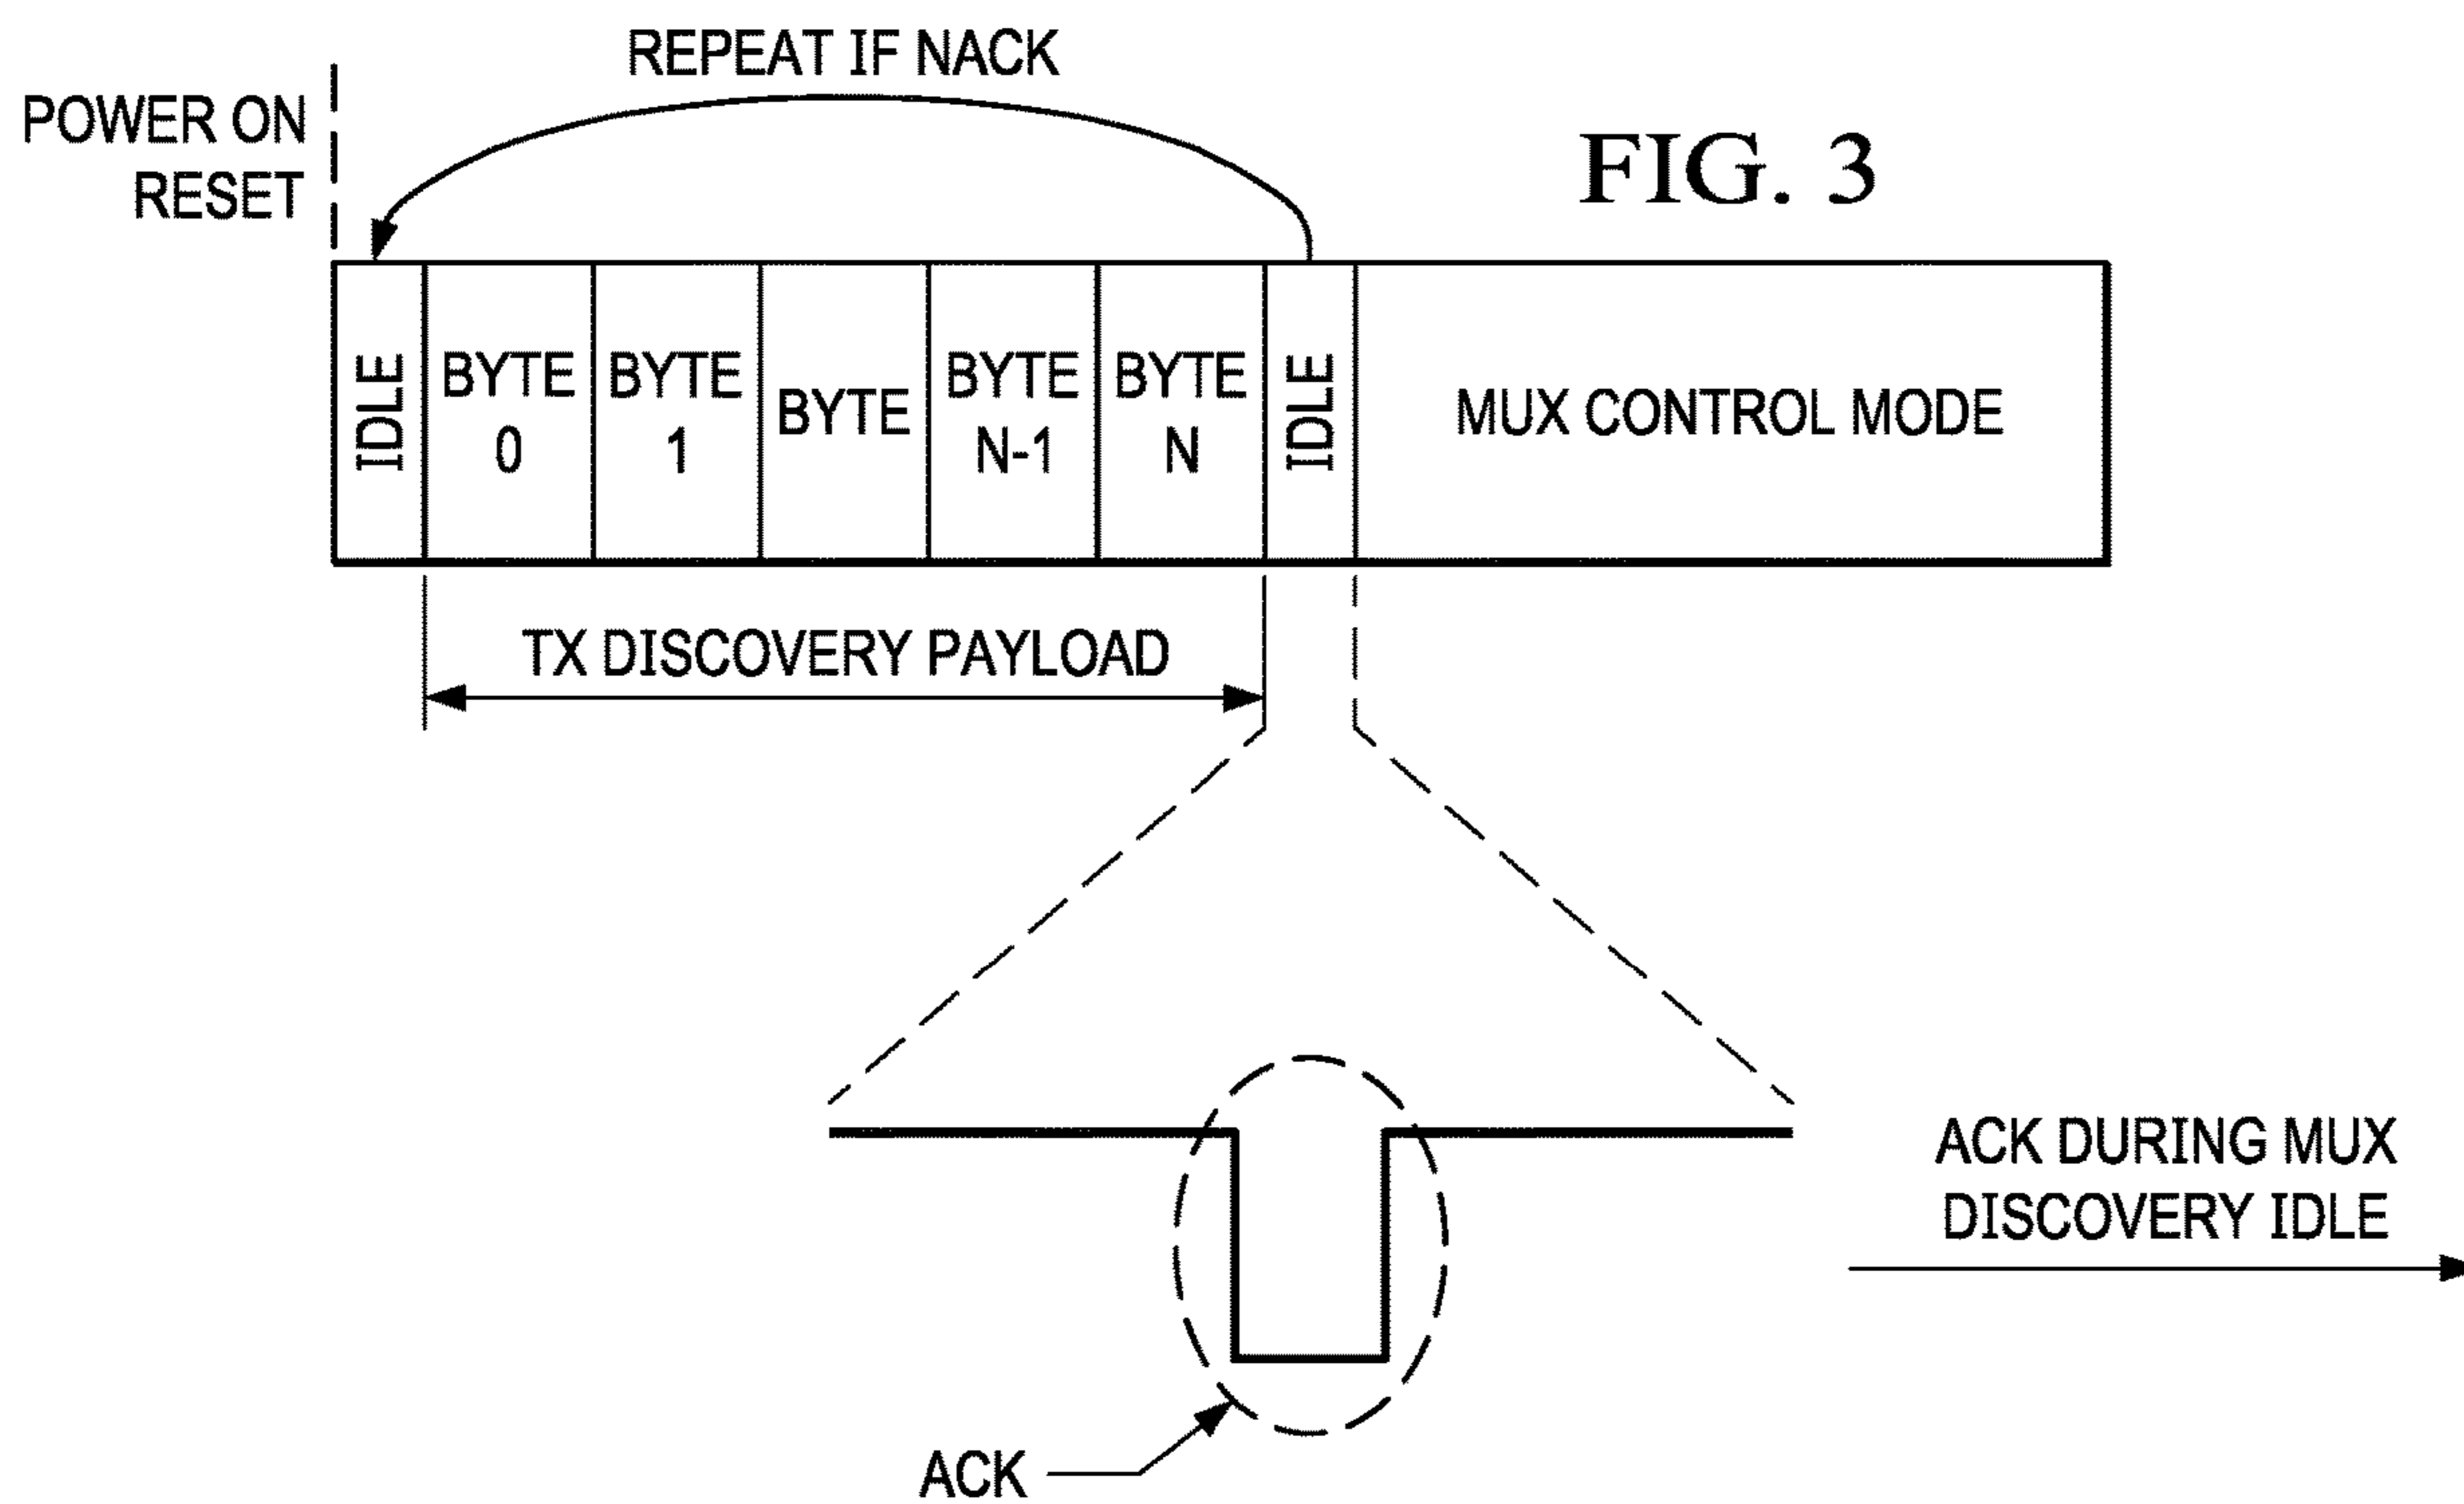 REPEAT IF NACK
POWER ON
RESET
FIG. 3
IDLE
BYTE
0
BYTE
1
BYTE
BYTE
N-1
BYTE
N
IDLE
MUX CONTROL MODE
TX DISCOVERY PAYLOAD
ACK DURING MUX
DISCOVERY IDLE
ACK